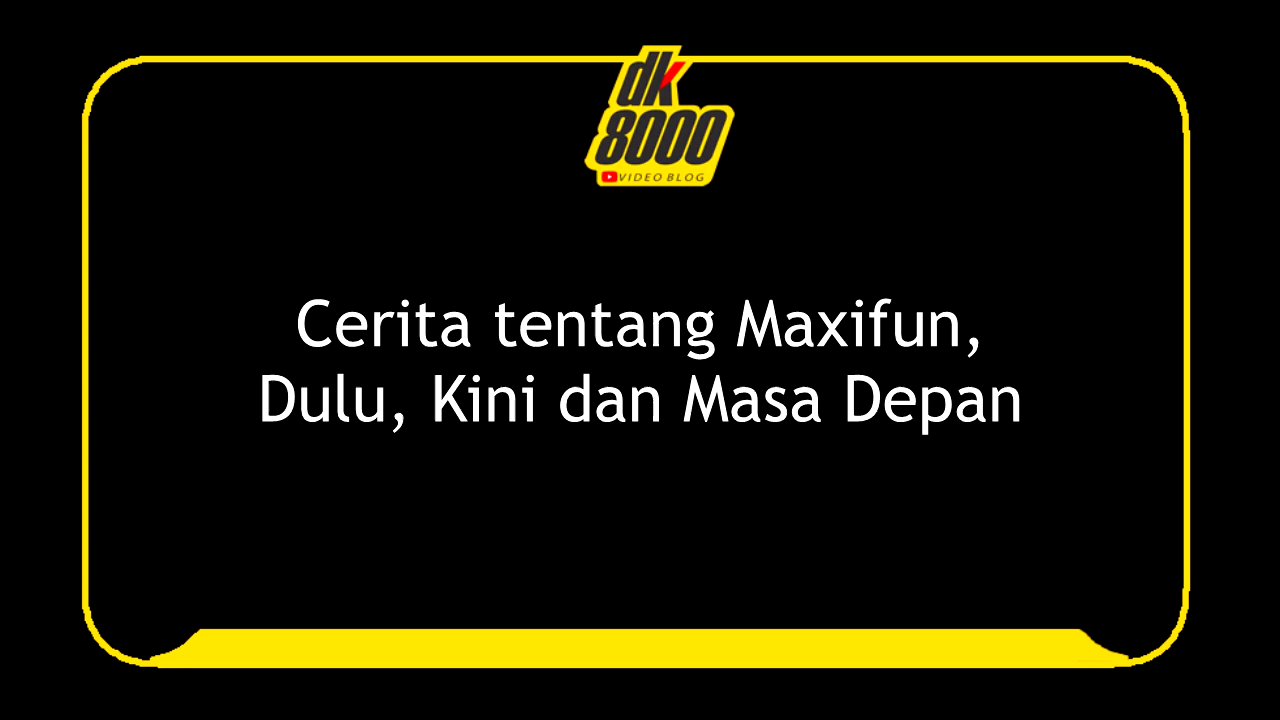 dk
8000
VIDEO BLOG
Cerita tentang Maxifun,
Dulu, Kini dan Masa Depan